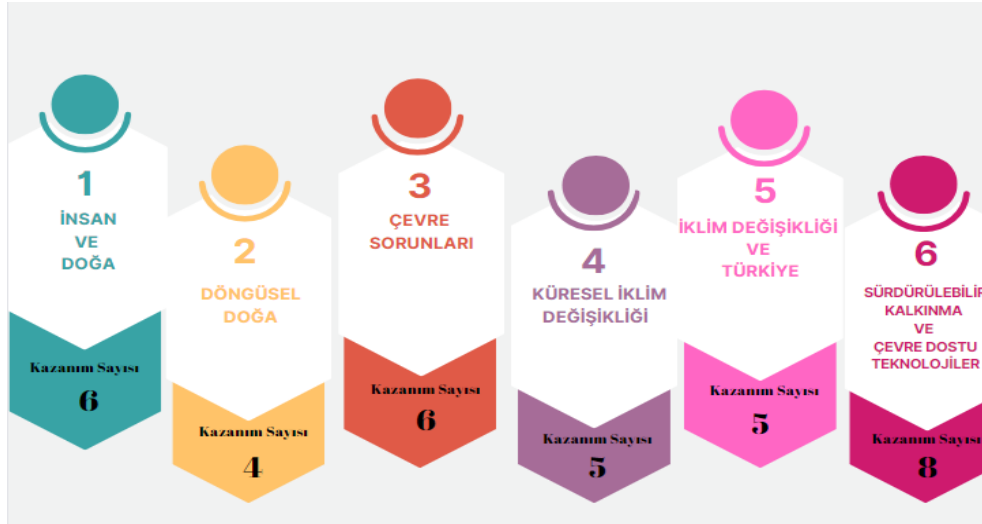 1
İNSAN
VE
DOĞA
Kazanım Sayısı
6
2
DÖNGÜSEL
DOĞA
Kazanım Sayısı
4
3
ÇEVRE
SORUNLARI
Kazanım Sayısı
6
4
KÜRESEL İKLİM
DEĞİŞİKLİĞİ
Kazanım Sayısı
5
5
İKLİM DEĞİŞİKLİĞİ
VE
TÜRKİYE
Kazanım Sayısı
5
6
SÜRDÜRÜLEBİLİR
KALKINMA
VE
ÇEVRE DOSTU
TEKNOLOJİLER
Kazanım Sayısı
8